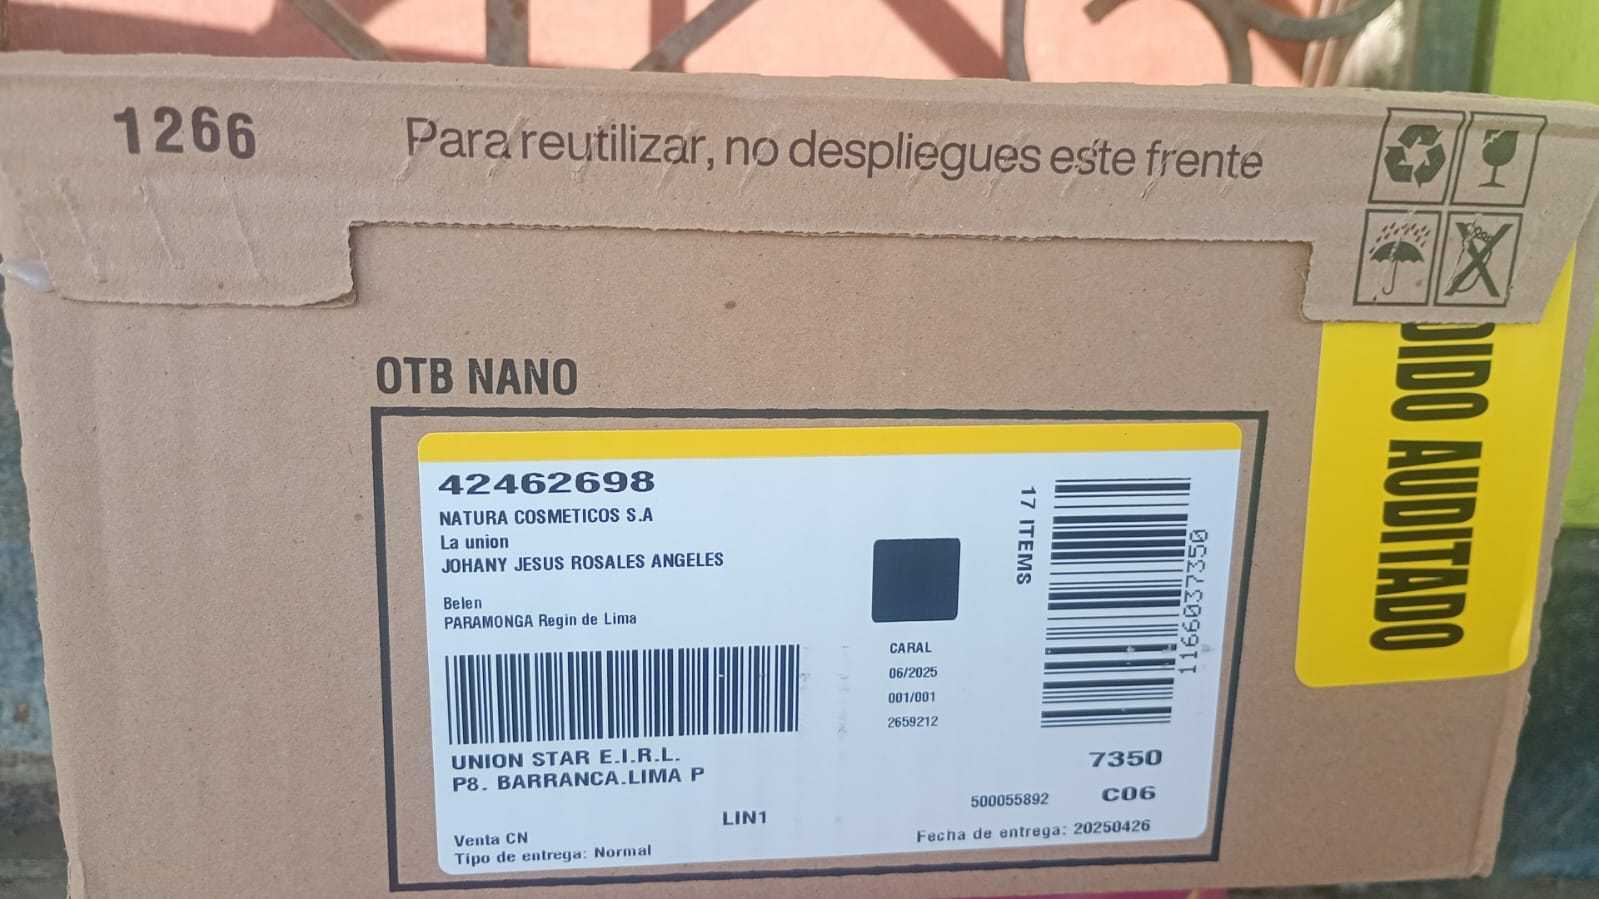 1266
Para reutilizar, no despliegues este frente
OTB NANO
42462698
NATURA COSMETICOS S.A
La union
JOHANY JESUS ROSALES ANGELES
Belen
PARAMONGA Regin de Lima
UNION STAR E.I.R.L.
P8. BARRANCA.LIMA P
LIN1
Venta CN
Tipo de entrega: Normal
CARAL
06/2025
001/001
2659212
17 ITEMS
1166037350
7350
500055892
C06
Fecha de entrega: 20250426
DIDO AUDITADO